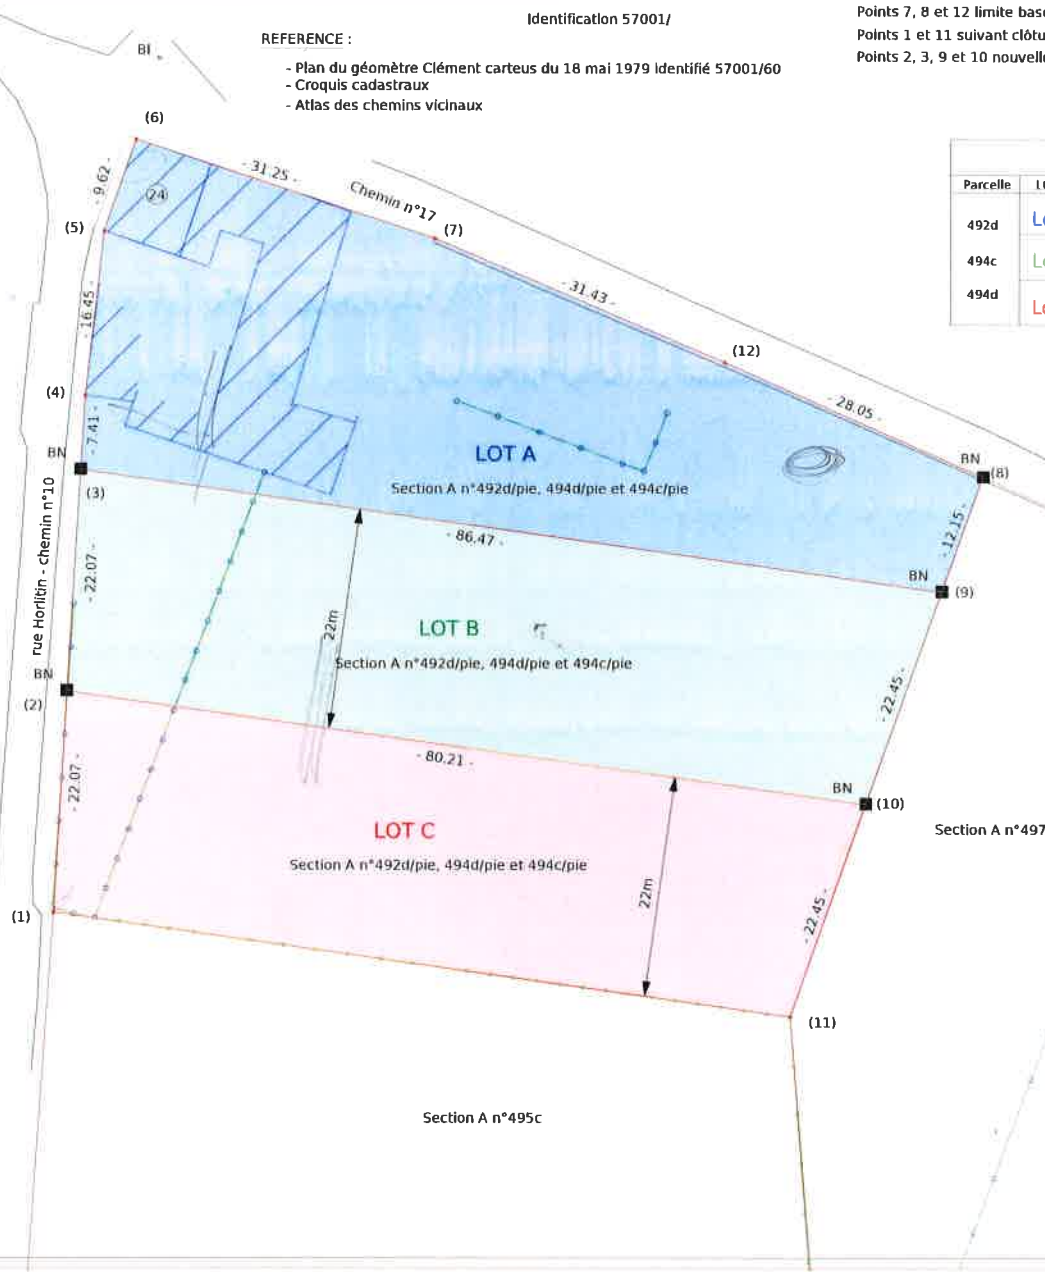 Identification 57001/
Points 7, 8 et 12 limite bas
Points 1 et 11 suivant clôtu
Points 2, 3, 9 et 10 nouvell
REFERENCE :
- Plan du géomètre Clément carteus du 18 mai 1979 identifié 57001/60
- Croquis cadastraux
- Atlas des chemins vicinaux
BI
(6)
- 9.62 -
- 31.25 -
24
Chemin n°17
(7)
(5)
Parcelle
492d
494c
494d
- 16.45 -
- 31.43 -
(12)
(4)
- 28.05 -
- 7.41 -
BN
(3)
LOT A
Section A n°492d/pie, 494d/pie et 494c/pie
BN
(8)
- 12.15 -
- 86.47 -
BN
(9)
rue Horlitin - chemin n°10
- 22.07 -
22m
LOT B
Section A n°492d/pie, 494d/pie et 494c/pie
BN
(2)
- 22.45 -
- 80.21 -
- 22.07 -
BN
(10)
LOT C
Section A n°492d/pie, 494d/pie et 494c/pie
22m
Section A n°497
- 22.45 -
(1)
(11)
Section A n°495c